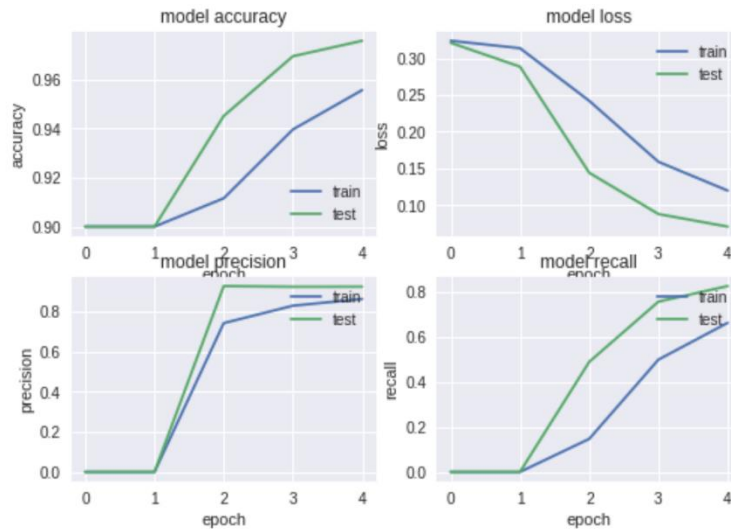 model accuracy
accuracy
0.96
0.94
0.92
0.90
train
test
0 1 2 3 4
epoch
model loss
loss
0.30
0.25
0.20
0.15
0.10
train
test
0 1 2 3 4
epoch
model precision
precision
0.8
0.6
0.4
0.2
0.0
train
test
0 1 2 3 4
epoch
model recall
recall
0.8
0.6
0.4
0.2
0.0
train
test
0 1 2 3 4
epoch